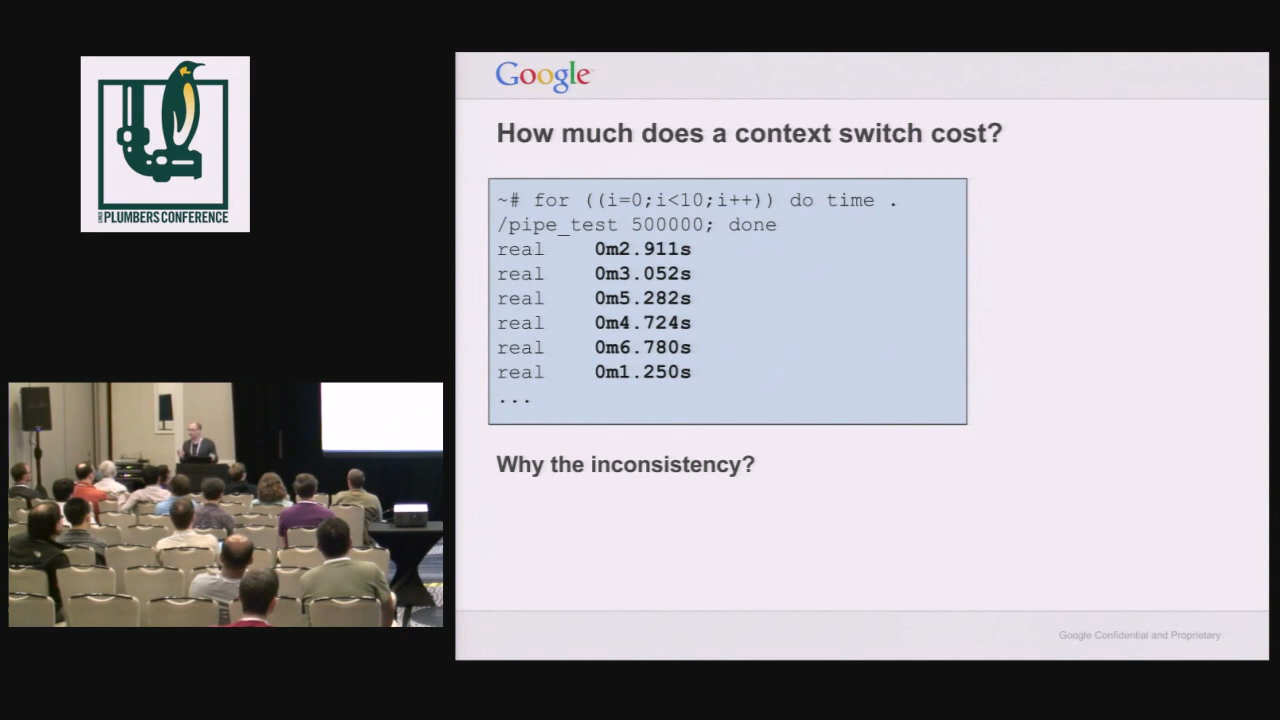 LINUX PLUMBERS CONFERENCE
Google
How much does a context switch cost?
~# for ((i=0;i<10;i++)) do time .
/pipe_test 500000; done
real 0m2.911s
real 0m3.052s
real 0m5.282s
real 0m4.724s
real 0m6.780s
real 0m1.250s
...
Why the inconsistency?
Google Confidential and Proprietary